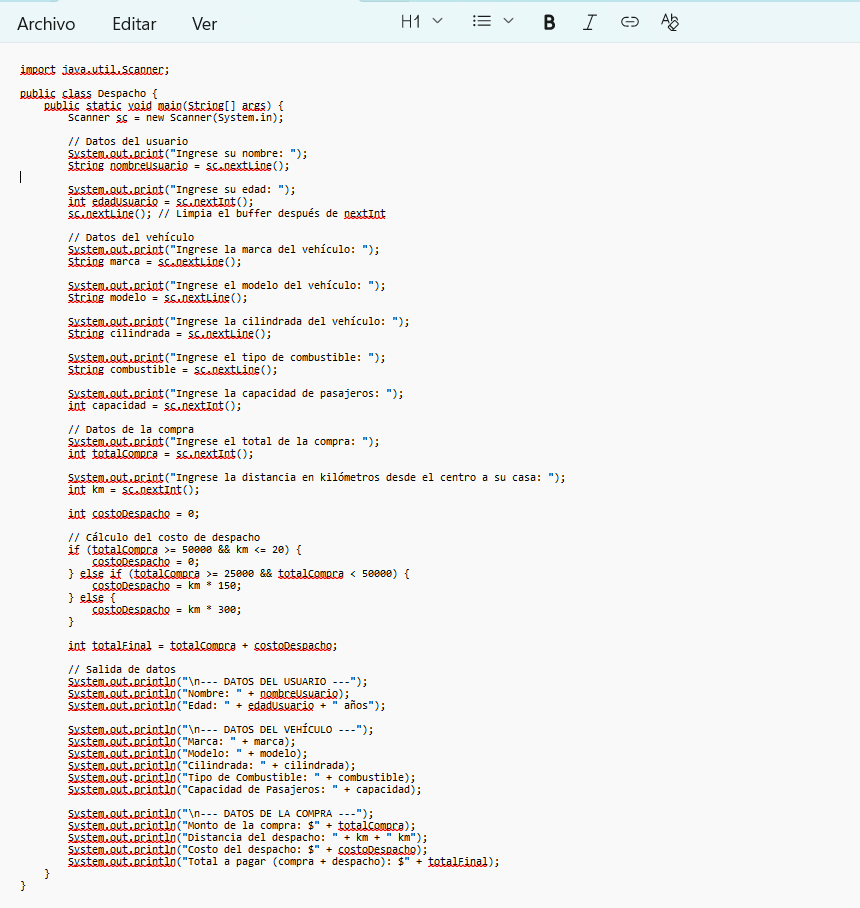 Archivo Editar Ver H1 B I Ab
import java.util.Scanner;
public class Despacho {
public static void main(String[] args) {
Scanner sc = new Scanner(System.in);
// Datos del usuario
System.out.print("Ingrese su nombre: ");
String nombreUsuario = sc.nextLine();
System.out.print("Ingrese su edad: ");
int edadUsuario = sc.nextInt();
sc.nextLine(); // Limpia el buffer después de nextInt
// Datos del vehículo
System.out.print("Ingrese la marca del vehículo: ");
String marca = sc.nextLine();
System.out.print("Ingrese el modelo del vehículo: ");
String modelo = sc.nextLine();
System.out.print("Ingrese la cilindrada del vehículo: ");
String cilindrada = sc.nextLine();
System.out.print("Ingrese el tipo de combustible: ");
String combustible = sc.nextLine();
System.out.print("Ingrese la capacidad de pasajeros: ");
int capacidad = sc.nextInt();
// Datos de la compra
System.out.print("Ingrese el total de la compra: ");
int totalCompra = sc.nextInt();
System.out.print("Ingrese la distancia en kilómetros desde el centro a su casa: ");
int km = sc.nextInt();
int costoDespacho = 0;
// Cálculo del costo de despacho
if (totalCompra >= 50000 && km <= 20) {
costoDespacho = 0;
} else if (totalCompra >= 25000 && totalCompra < 50000) {
costoDespacho = km * 150;
} else {
costoDespacho = km * 300;
}
int totalFinal = totalCompra + costoDespacho;
// Salida de datos
System.out.println("\n--- DATOS DEL USUARIO ---");
System.out.println("Nombre: " + nombreUsuario);
System.out.println("Edad: " + edadUsuario + " años");
System.out.println("\n--- DATOS DEL VEHÍCULO ---");
System.out.println("Marca: " + marca);
System.out.println("Modelo: " + modelo);
System.out.println("Cilindrada: " + cilindrada);
System.out.println("Tipo de Combustible: " + combustible);
System.out.println("Capacidad de Pasajeros: " + capacidad);
System.out.println("\n--- DATOS DE LA COMPRA ---");
System.out.println("Monto de la compra: $" + totalCompra);
System.out.println("Distancia del despacho: " + km + " km");
System.out.println("Costo del despacho: $" + costoDespacho);
System.out.println("Total a pagar (compra + despacho): $" + totalFinal);
}
}